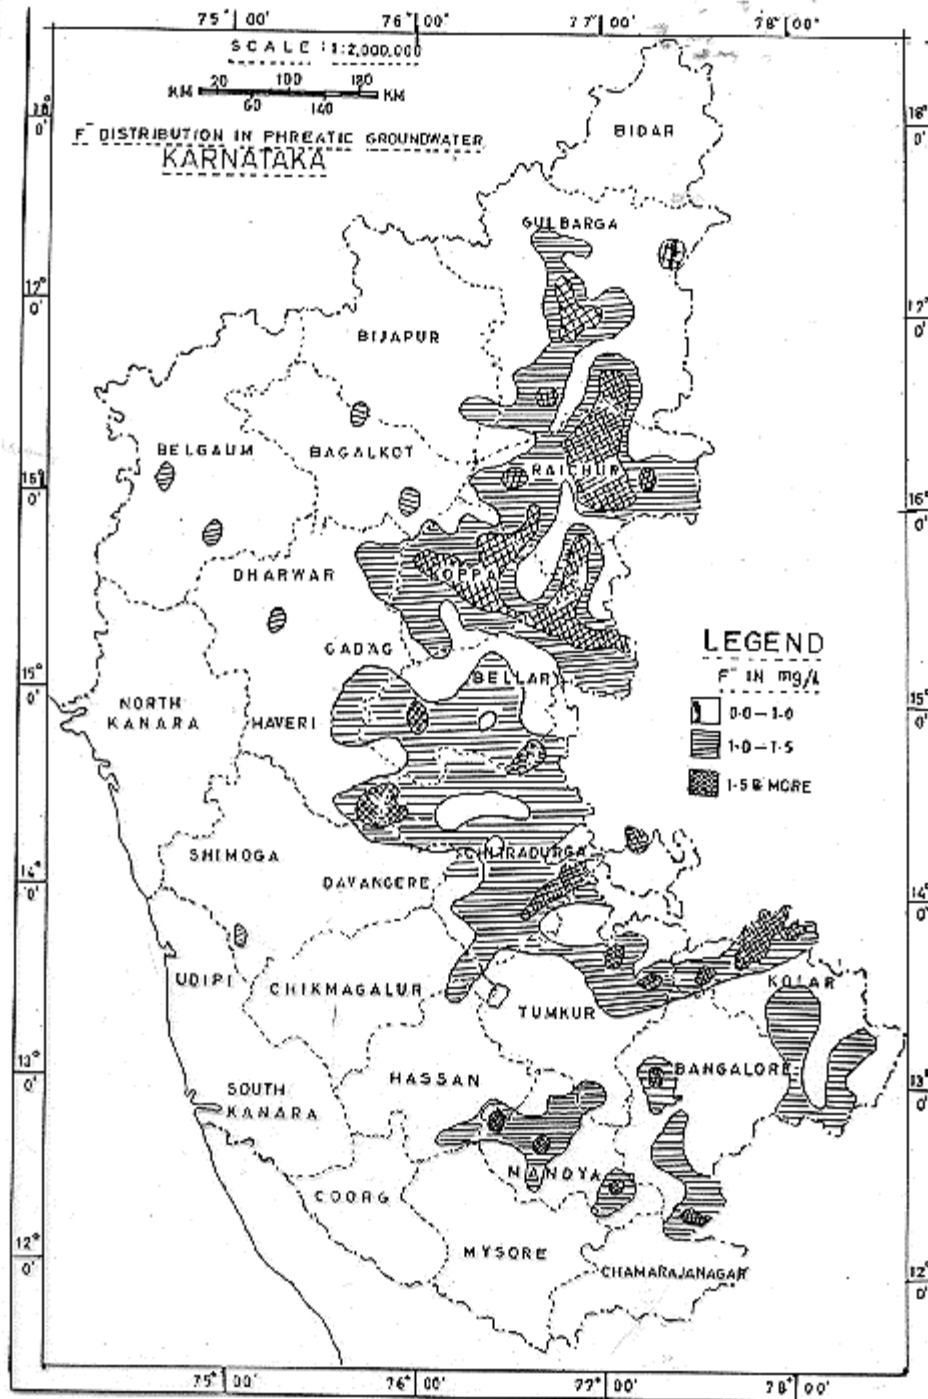 75° 00' 76° 00' 77° 00' 78° 00'
SCALE :1:2,000,000
20 100 180
KM KM
60 140
F⁻ DISTRIBUTION IN PHREATIC GROUNDWATER
KARNATAKA
18° 0' 18° 0'
BIDAR
GULBARGA
17° 0' 17° 0'
BIJAPUR
BELGAUM BAGALKOT RAICHUR
15° 0' 16° 0'
DHARWAR KOPPA
GADAG
LEGEND
F⁻ IN mg/L
0.0 - 1.0
1.0 - 1.5
1.5 & MORE
15° 0' 15° 0'
BELLARY
NORTH
KANARA HAVERI
SHIMOGA CHITRADURGA
14° 0' 14° 0'
DAVANGERE
UDIPI CHIKMAGALUR TUMKUR KOLAR
13° 0' 13° 0'
HASSAN BANGALORE
SOUTH
KANARA
MANDYA
COORG
12° 0' 12° 0'
MYSORE
CHAMARAJANAGAR
75° 00' 76° 00' 77° 00' 78° 00'